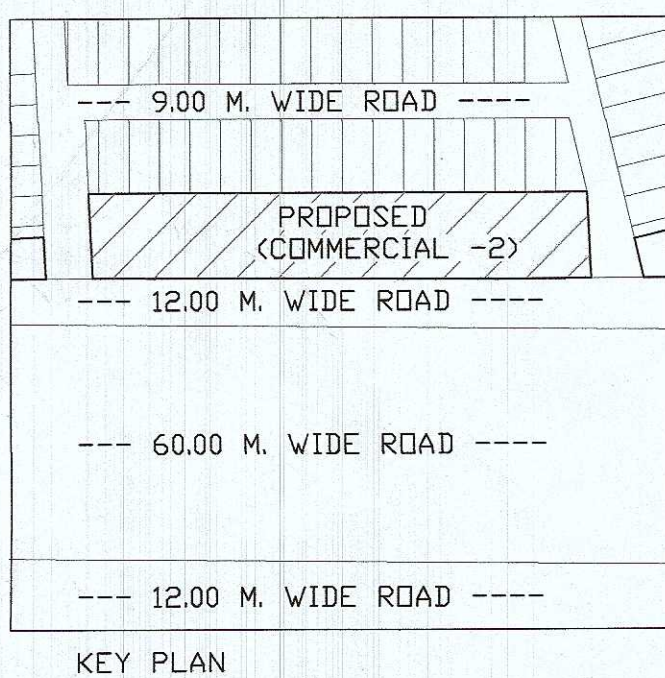 --- 9.00 M. WIDE ROAD ----
PROPOSED
(COMMERCIAL -2)
--- 12.00 M. WIDE ROAD ----
--- 60.00 M. WIDE ROAD ----
--- 12.00 M. WIDE ROAD ----
KEY PLAN